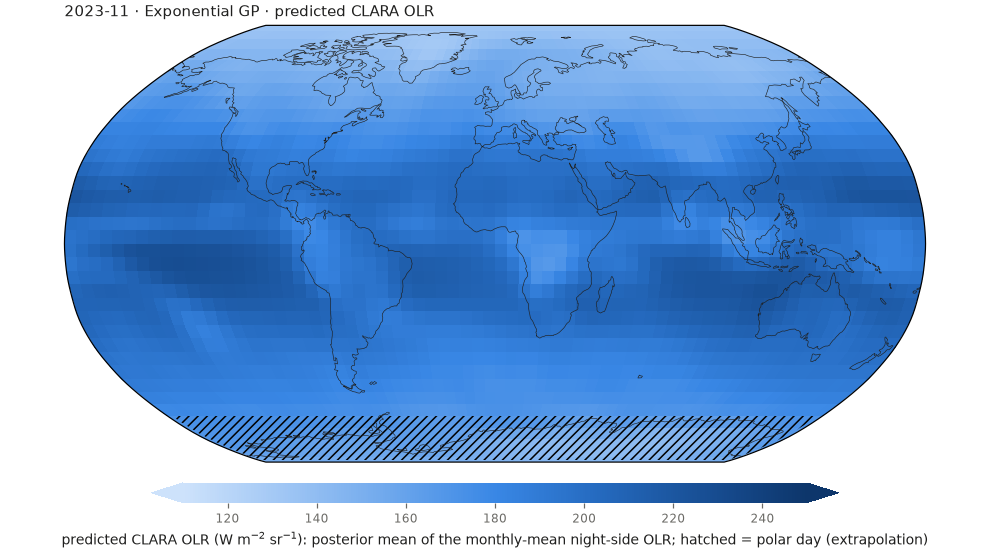 2023-11 · Exponential GP · predicted CLARA OLR
120 140 160 180 200 220 240
predicted CLARA OLR (W m⁻² sr⁻¹): posterior mean of the monthly-mean night-side OLR; hatched = polar day (extrapolation)